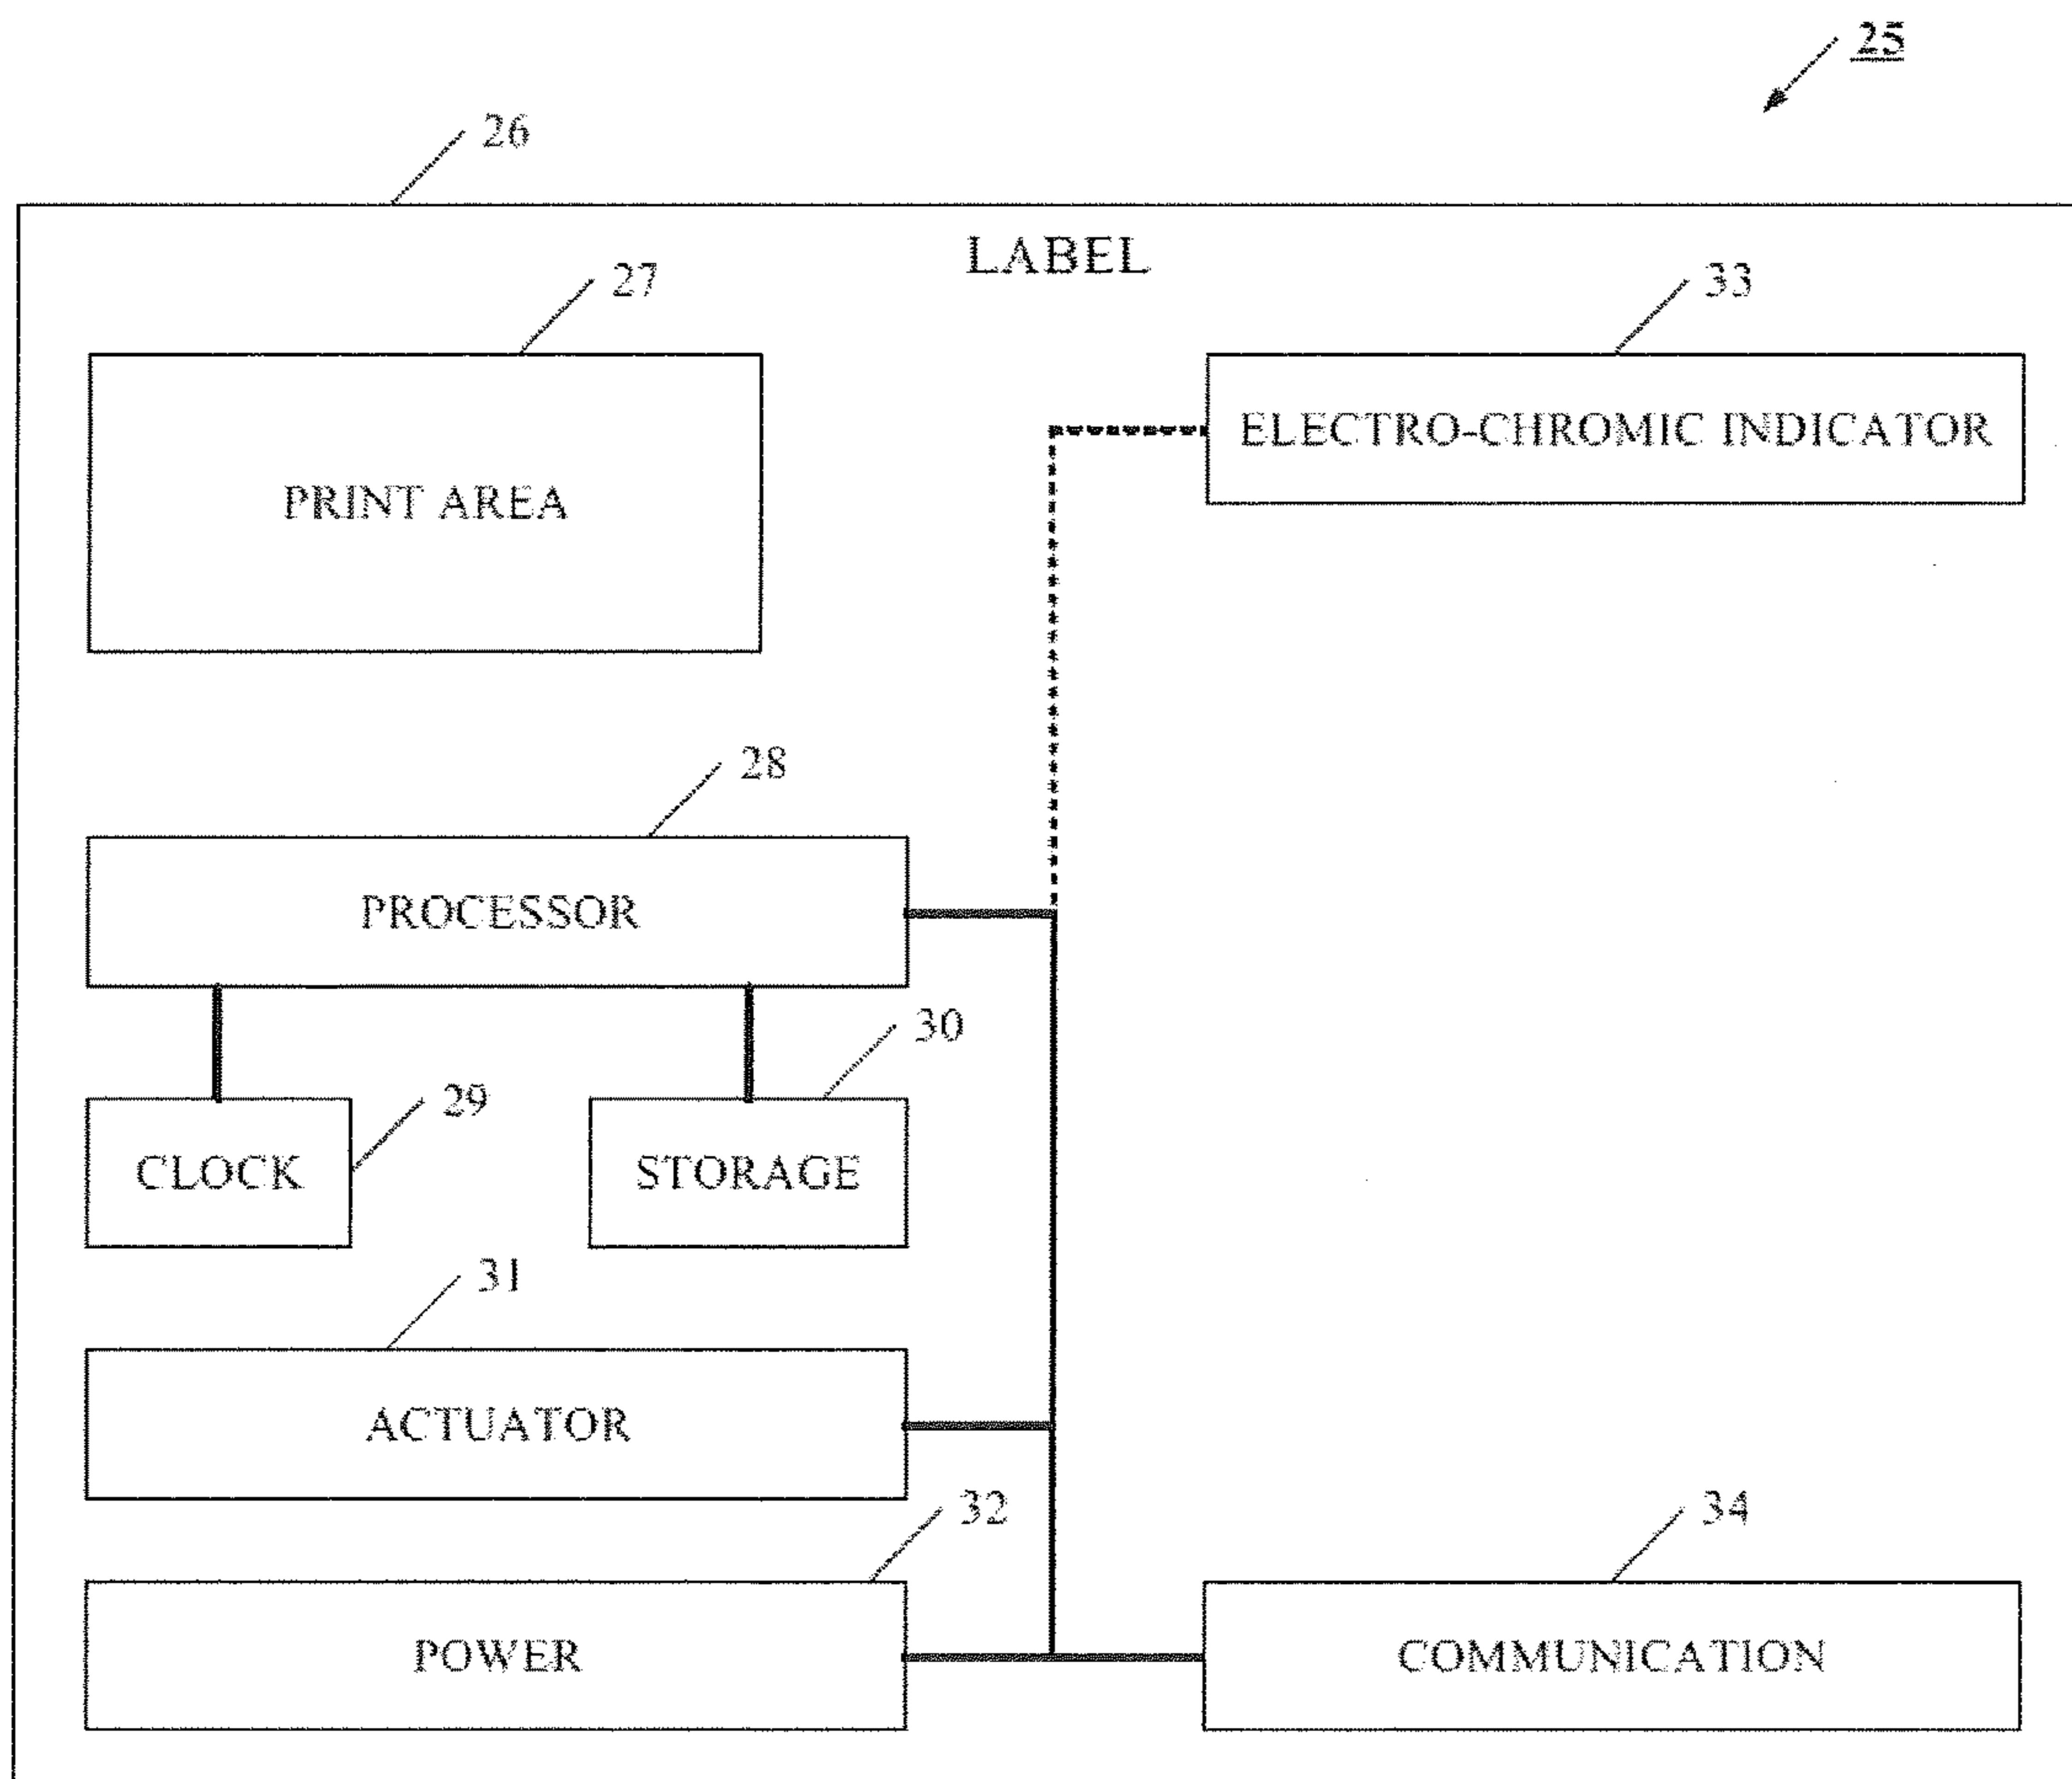 25
26
LABEL
27
33
PRINT AREA
ELECTRO-CHROMIC INDICATOR
28
PROCESSOR
30
29
CLOCK
STORAGE
31
ACTUATOR
32
34
POWER
COMMUNICATION